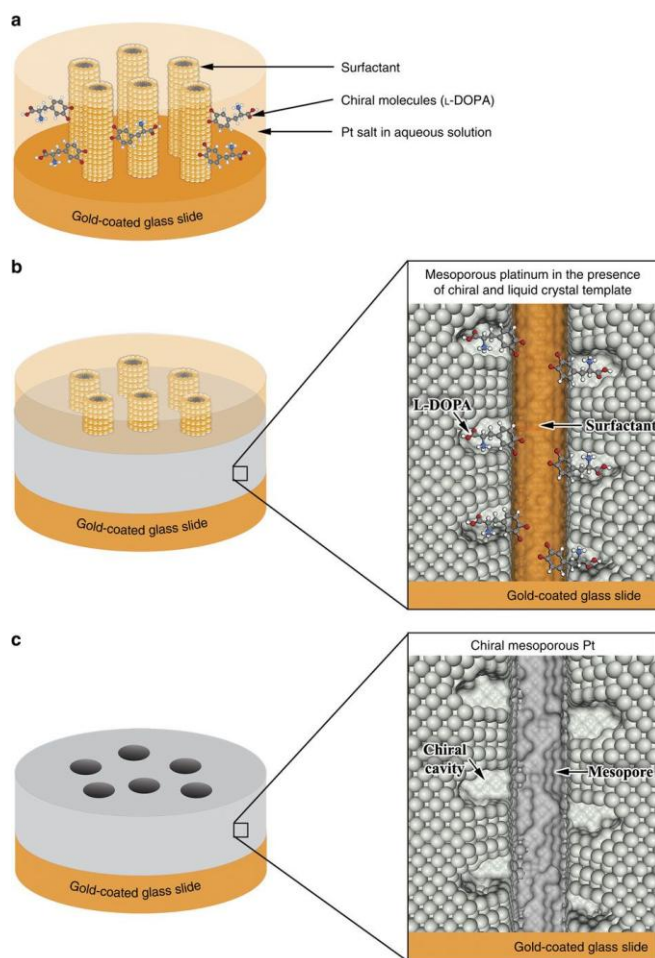 a
Surfactant
Chiral molecules (L-DOPA)
Pt salt in aqueous solution
Gold-coated glass slide
b
Mesoporous platinum in the presence
of chiral and liquid crystal template
L-DOPA
Surfactant
Gold-coated glass slide
Gold-coated glass slide
c
Chiral mesoporous Pt
Chiral
cavity
Mesopore
Gold-coated glass slide
Gold-coated glass slide